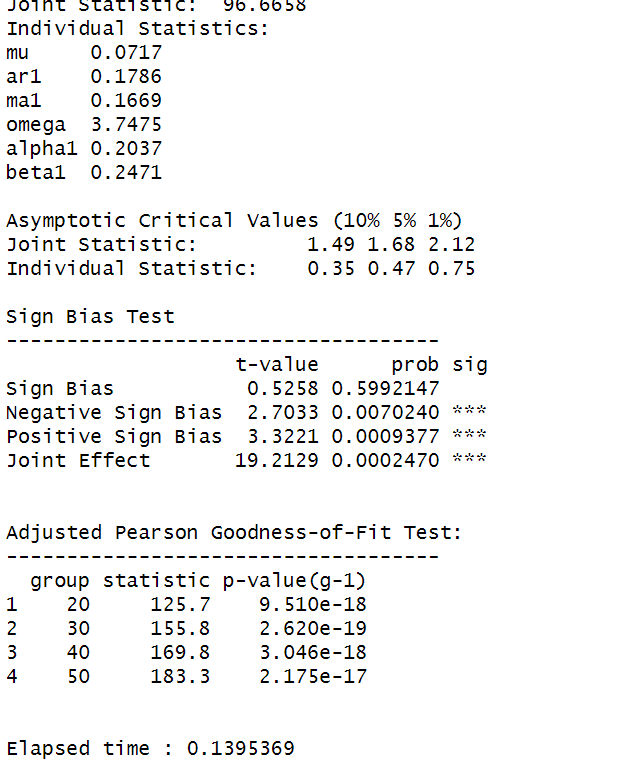 Joint Statistic:  96.6658
Individual Statistics:
mu     0.0717
ar1    0.1786
ma1    0.1669
omega  3.7475
alpha1 0.2037
beta1  0.2471
Asymptotic Critical Values (10% 5% 1%)
Joint Statistic:         1.49 1.68 2.12
Individual Statistic:    0.35 0.47 0.75
Sign Bias Test
------------------------------------
                   t-value      prob sig
Sign Bias           0.5258 0.5992147
Negative Sign Bias  2.7033 0.0070240 ***
Positive Sign Bias  3.3221 0.0009377 ***
Joint Effect       19.2129 0.0002470 ***
Adjusted Pearson Goodness-of-Fit Test:
------------------------------------
  group statistic p-value(g-1)
1    20     125.7    9.510e-18
2    30     155.8    2.620e-19
3    40     169.8    3.046e-18
4    50     183.3    2.175e-17
Elapsed time : 0.1395369